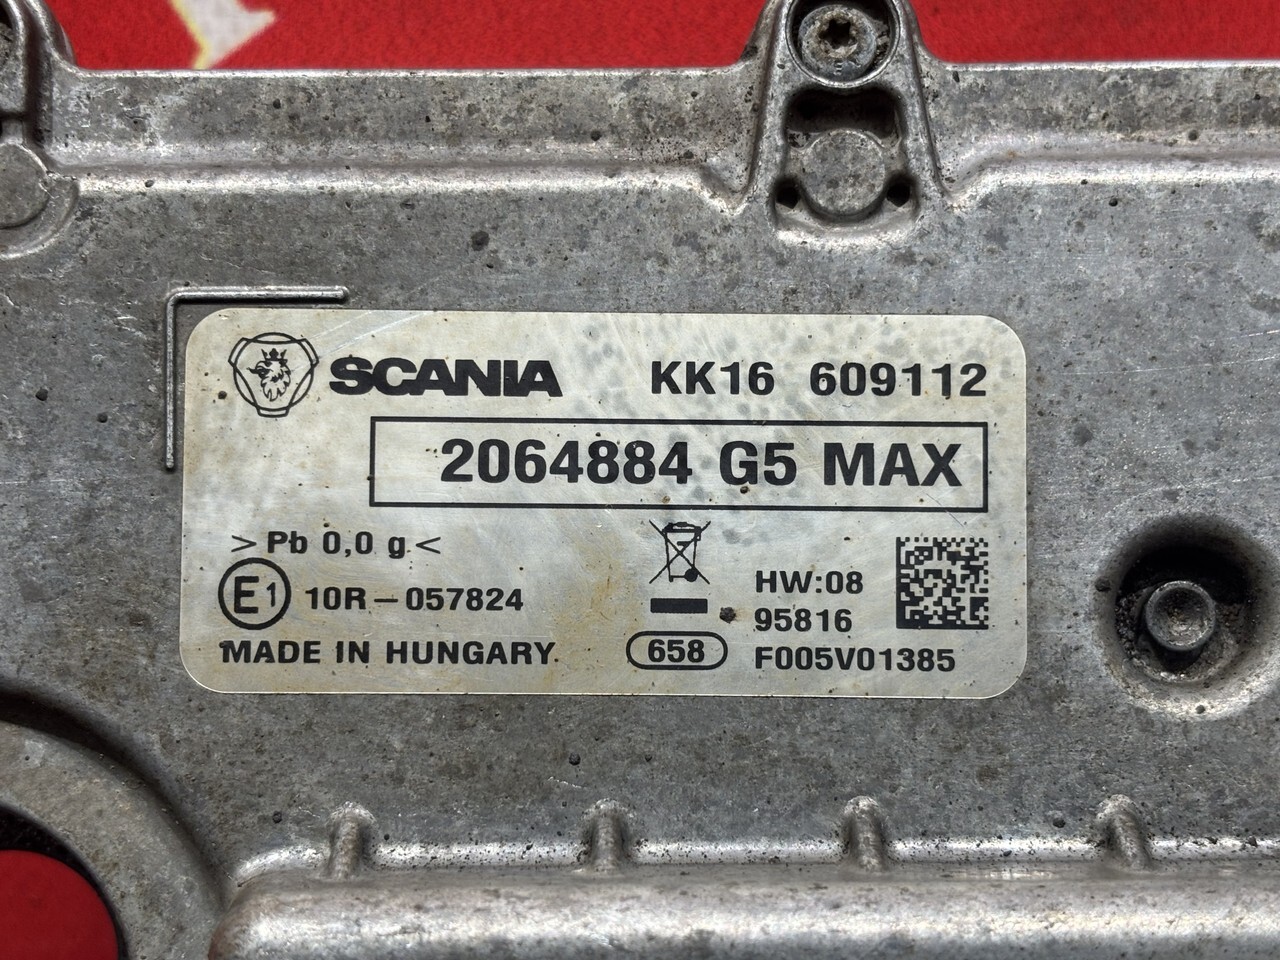 SCANIA KK16 609112
2064884 G5 MAX
> Pb 0,0 g <
E1 10R-057824
HW:08
95816
MADE IN HUNGARY
658
F005V01385